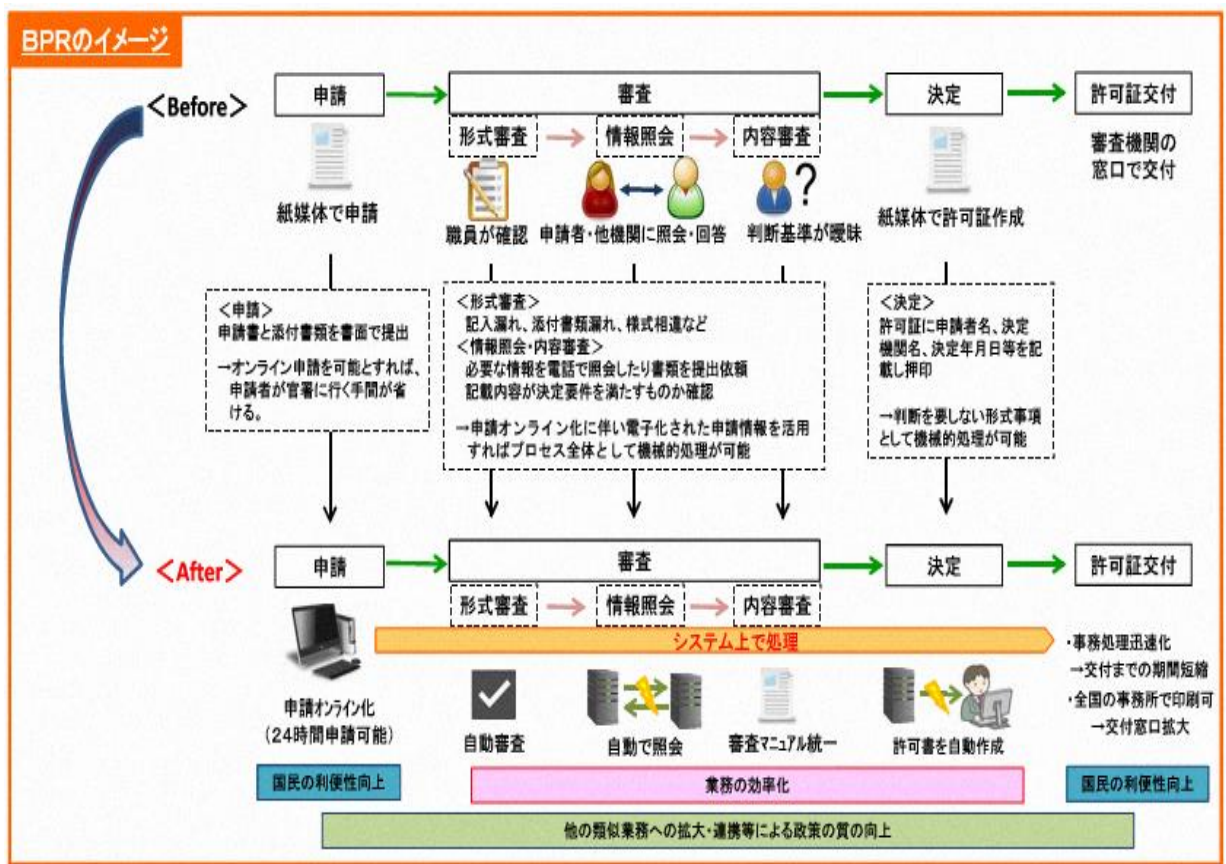 BPRのイメージ
＜Before＞
申請
審査
決定
許可証交付
形式審査
情報照会
内容審査
紙媒体で申請
職員が確認
申請者・他機関に照会・回答
?
判断基準が曖昧
紙媒体で許可証作成
審査機関の
窓口で交付
＜申請＞
申請書と添付書類を書面で提出
→オンライン申請を可能とすれば、
申請者が官署に行く手間が省
ける。
＜形式審査＞
記入漏れ、添付書類漏れ、様式相違など
＜情報照会・内容審査＞
必要な情報を電話で照会したり書類を提出依頼
記載内容が決定要件を満たすものか確認
→申請オンライン化に伴い電子化された申請情報を活用
すればプロセス全体として機械的処理が可能
＜決定＞
許可証に申請者名、決定
機関名、決定年月日等を記
載し押印
→判断を要しない形式事項
として機械的処理が可能
＜After＞
申請
審査
決定
許可証交付
形式審査
情報照会
内容審査
システム上で処理
申請オンライン化
（24時間申請可能）
自動審査
自動で照会
審査マニュアル統一
許可書を自動作成
・事務処理迅速化
→交付までの期間短縮
・全国の事務所で印刷可
→交付窓口拡大
国民の利便性向上
業務の効率化
国民の利便性向上
他の類似業務への拡大・連携等による政策の質の向上